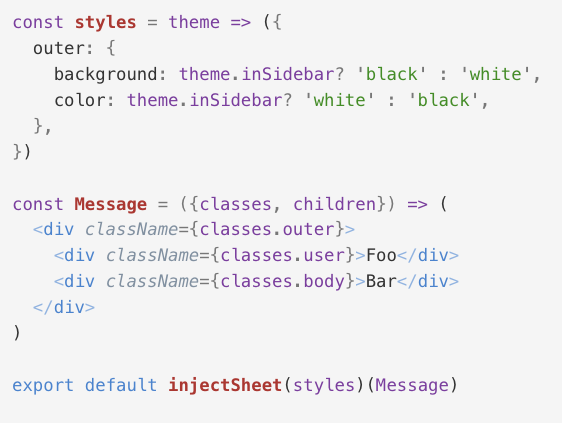 const styles = theme => ({
  outer: {
    background: theme.inSidebar? 'black' : 'white',
    color: theme.inSidebar? 'white' : 'black',
  },
})

const Message = ({classes, children}) => (
  <div className={classes.outer}>
    <div className={classes.user}>Foo</div>
    <div className={classes.body}>Bar</div>
  </div>
)

export default injectSheet(styles)(Message)